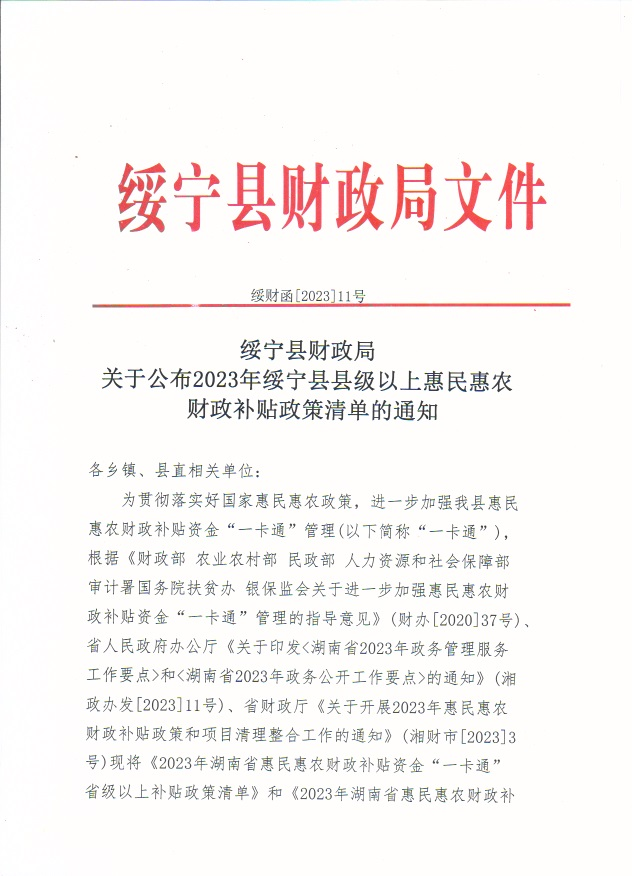 绥宁县财政局文件
绥财函[2023]11号
绥宁县财政局
关于公布2023年绥宁县县级以上惠民惠农
财政补贴政策清单的通知
各乡镇、县直相关单位：
为贯彻落实好国家惠民惠农政策，进一步加强我县惠民
惠农财政补贴资金“一卡通”管理(以下简称“一卡通”)，
根据《财政部 农业农村部 民政部 人力资源和社会保障部
审计署国务院扶贫办 银保监会关于进一步加强惠民惠农财
政补贴资金“一卡通”管理的指导意见》(财办[2020]37号)、
省人民政府办公厅《关于印发<湖南省2023年政务管理服务
工作要点>和<湖南省2023年政务公开工作要点>的通知》(湘
政办发[2023]11号)、省财政厅《关于开展2023年惠民惠农
财政补贴政策和项目清理整合工作的通知》(湘财市[2023]3
号)现将《2023年湖南省惠民惠农财政补贴资金“一卡通”
省级以上补贴政策清单》和《2023年湖南省惠民惠农财政补